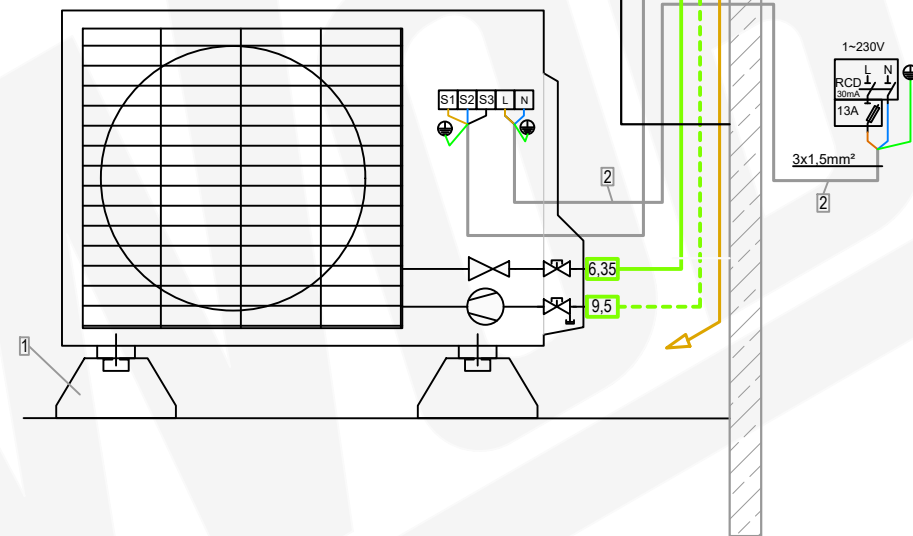 1~230V
L N
RCD
30mA
13A
3x1,5mm²
2
S1 S2 S3 L N
2
6,35
9,5
1